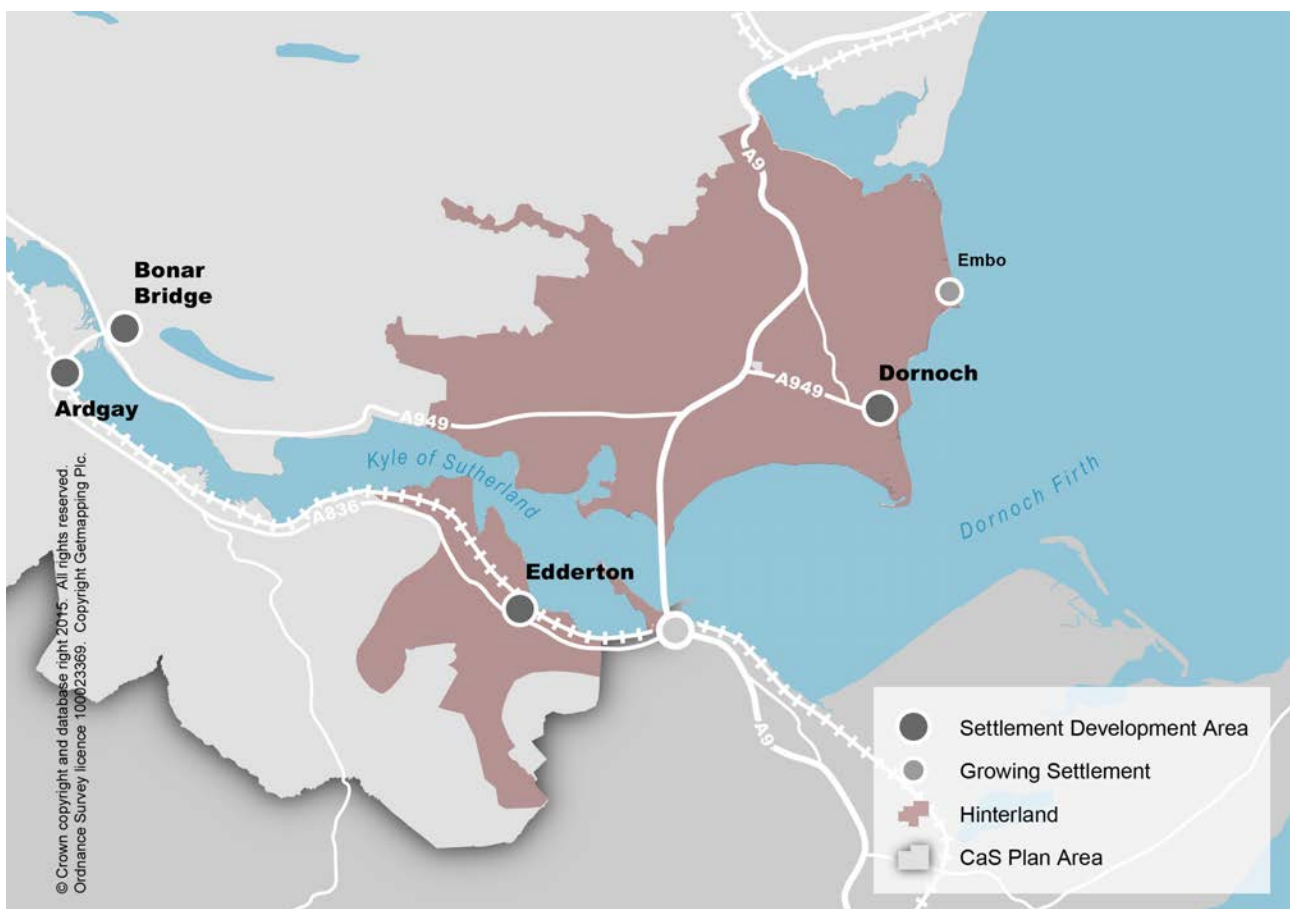 A9
Embo
Bonar
Bridge
Dornoch
A949
Ardgay
A949
Kyle of Sutherland
Dornoch Firth
A836
Edderton
A9
Settlement Development Area
Growing Settlement
Hinterland
CaS Plan Area
© Crown copyright and database right 2015. All rights reserved.
Ordnance Survey licence 100023369. Copyright Getmapping Plc.